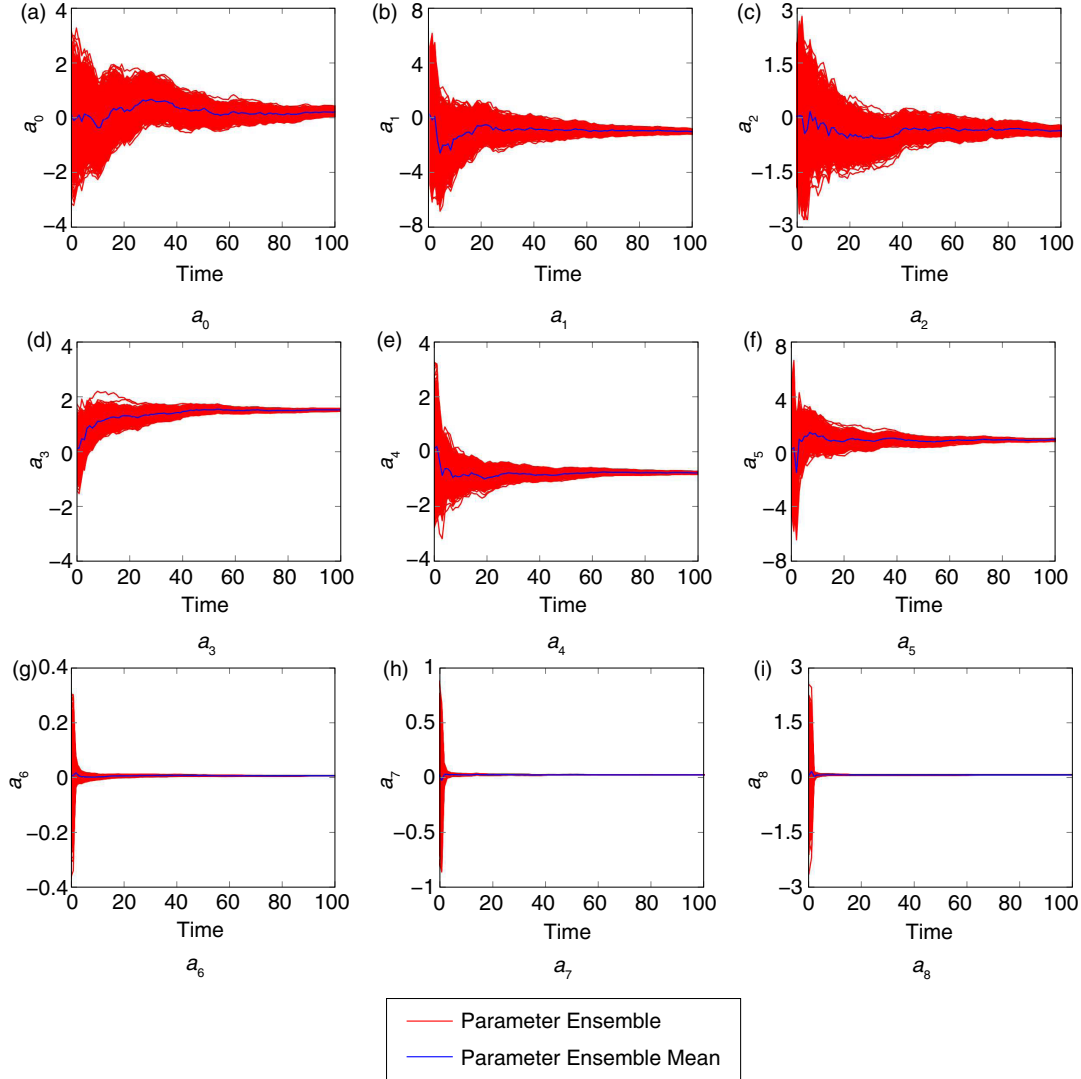 (a)
(b)
(c)
4
2
0
−2
−4
a0
0 20 40 60 80 100
Time
a0
8
4
0
−4
−8
a1
0 20 40 60 80 100
Time
a1
3
1.5
0
−1.5
−3
a2
0 20 40 60 80 100
Time
a2
(d)
(e)
(f)
4
2
0
−2
−4
a3
0 20 40 60 80 100
Time
a3
4
2
0
−2
−4
a4
0 20 40 60 80 100
Time
a4
8
4
0
−4
−8
a5
0 20 40 60 80 100
Time
a5
(g)
(h)
(i)
0.4
0.2
0
−0.2
−0.4
a6
0 20 40 60 80 100
Time
a6
1
0.5
0
−0.5
−1
a7
0 20 40 60 80 100
Time
a7
3
1.5
0
−1.5
−3
a8
0 20 40 60 80 100
Time
a8
Parameter Ensemble
Parameter Ensemble Mean